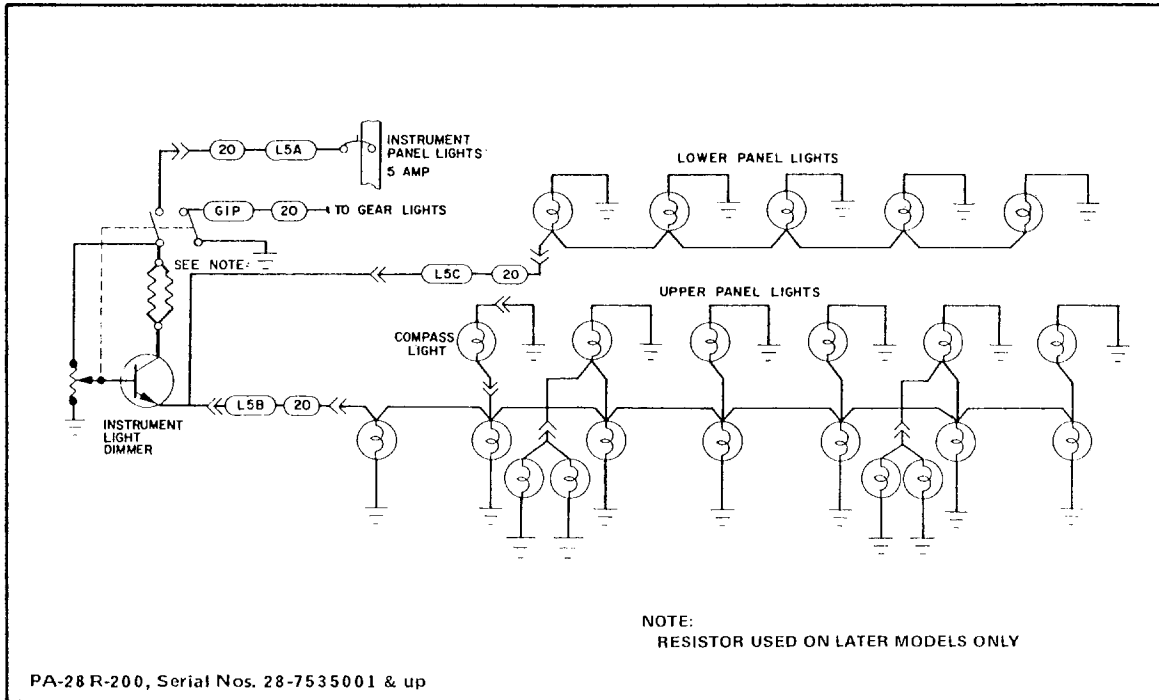 INSTRUMENT
PANEL LIGHTS
5 AMP
20
L5A
GIP
20
TO GEAR LIGHTS
SEE NOTE:
L5C
20
LOWER PANEL LIGHTS
UPPER PANEL LIGHTS
COMPASS
LIGHT
L5B
20
INSTRUMENT
LIGHT
DIMMER
NOTE:
RESISTOR USED ON LATER MODELS ONLY
PA-28 R-200, Serial Nos. 28-7535001 & up